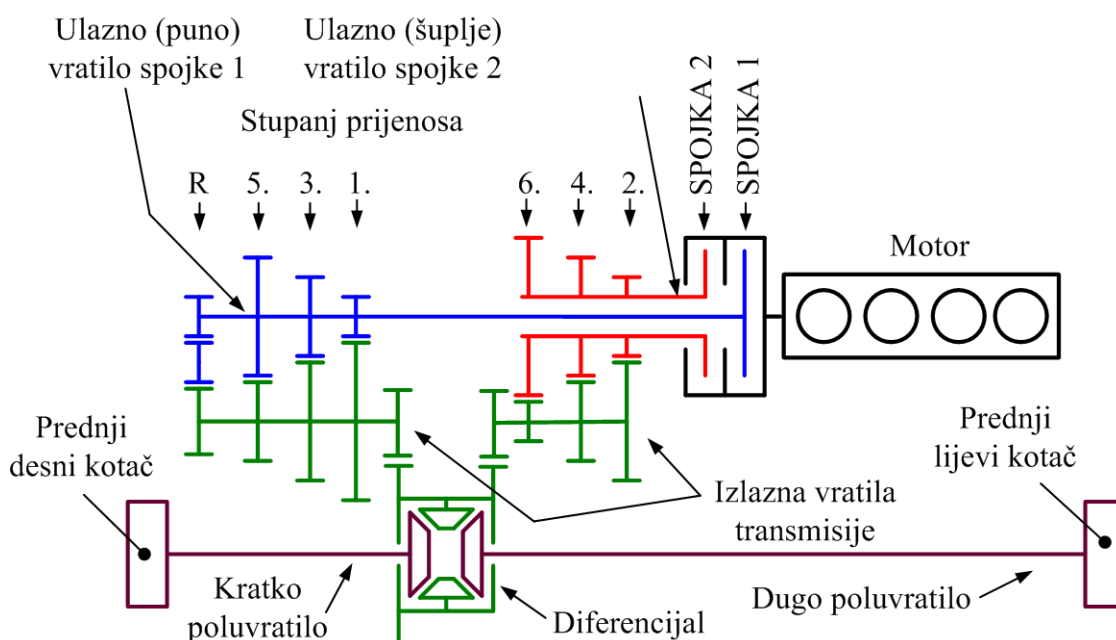 Ulazno (puno)
vratilo spojke 1
Ulazno (šuplje)
vratilo spojke 2
Stupanj prijenosa
SPOJKA 2
SPOJKA 1
R
5.
3.
1.
6.
4.
2.
Motor
Prednji
desni kotač
Prednji
lijevi kotač
Izlazna vratila
transmisije
Kratko
poluvratilo
Diferencijal
Dugo poluvratilo